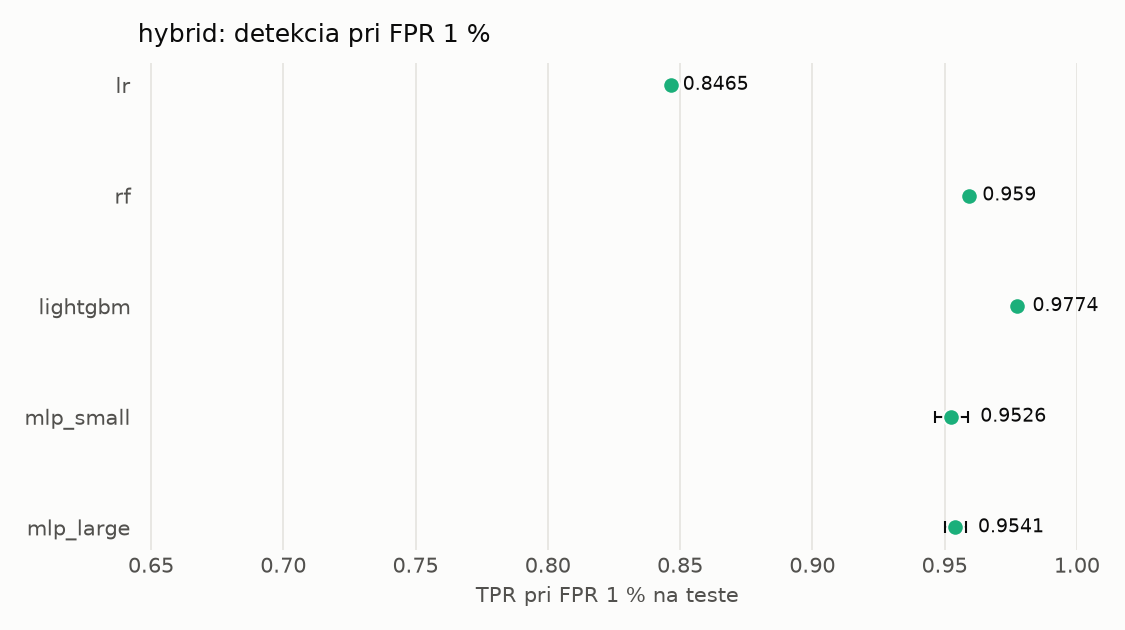 hybrid: detekcia pri FPR 1 %
lr
0.8465
rf
0.959
lightgbm
0.9774
mlp_small
0.9526
mlp_large
0.9541
0.65 0.70 0.75 0.80 0.85 0.90 0.95 1.00
TPR pri FPR 1 % na teste